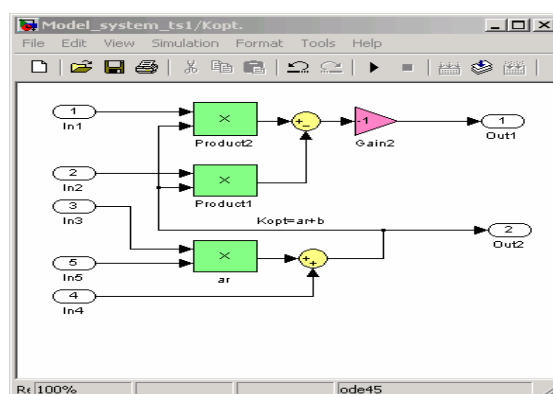 Model_system_ts1/Kopt.
File Edit View Simulation Format Tools Help
1
In1
×
Product2
+-
-1
Gain2
1
Out1
2
In2
×
Product1
3
In3
Kopt=ar+b
2
Out2
5
In5
×
ar
++
4
In4
100%
ode45